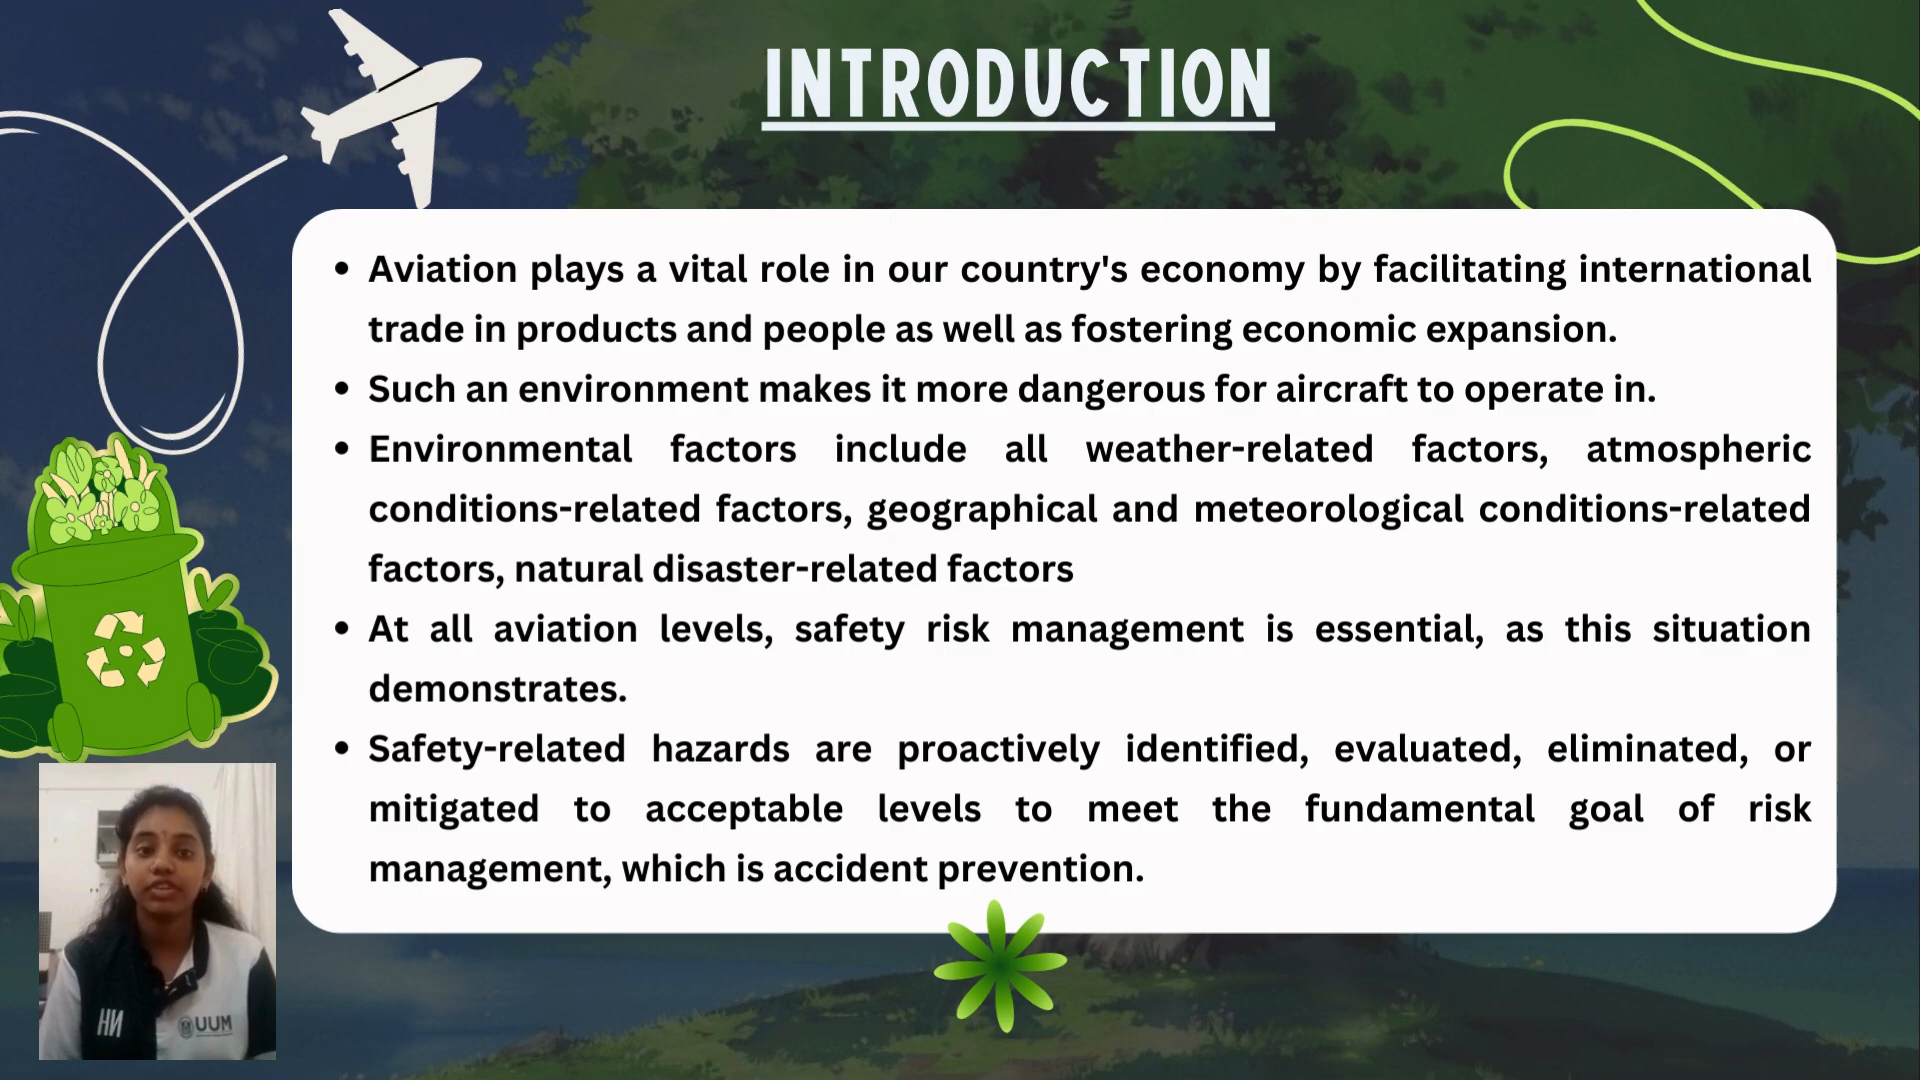 INTRODUCTION
• Aviation plays a vital role in our country's economy by facilitating international
trade in products and people as well as fostering economic expansion.
• Such an environment makes it more dangerous for aircraft to operate in.
• Environmental factors include all weather-related factors, atmospheric
conditions-related factors, geographical and meteorological conditions-related
factors, natural disaster-related factors
• At all aviation levels, safety risk management is essential, as this situation
demonstrates.
• Safety-related hazards are proactively identified, evaluated, eliminated, or
mitigated to acceptable levels to meet the fundamental goal of risk
management, which is accident prevention.
UUM